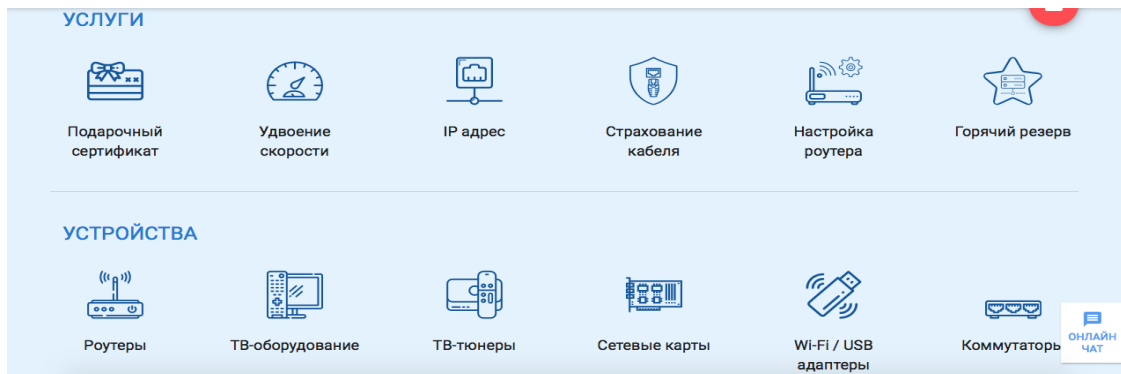 УСЛУГИ
Подарочный
сертификат
Удвоение
скорости
IP адрес
Страхование
кабеля
Настройка
роутера
Горячий резерв
УСТРОЙСТВА
Роутеры
ТВ-оборудование
ТВ-тюнеры
Сетевые карты
Wi-Fi / USB
адаптеры
Коммутаторы
ОНЛАЙН
ЧАТ